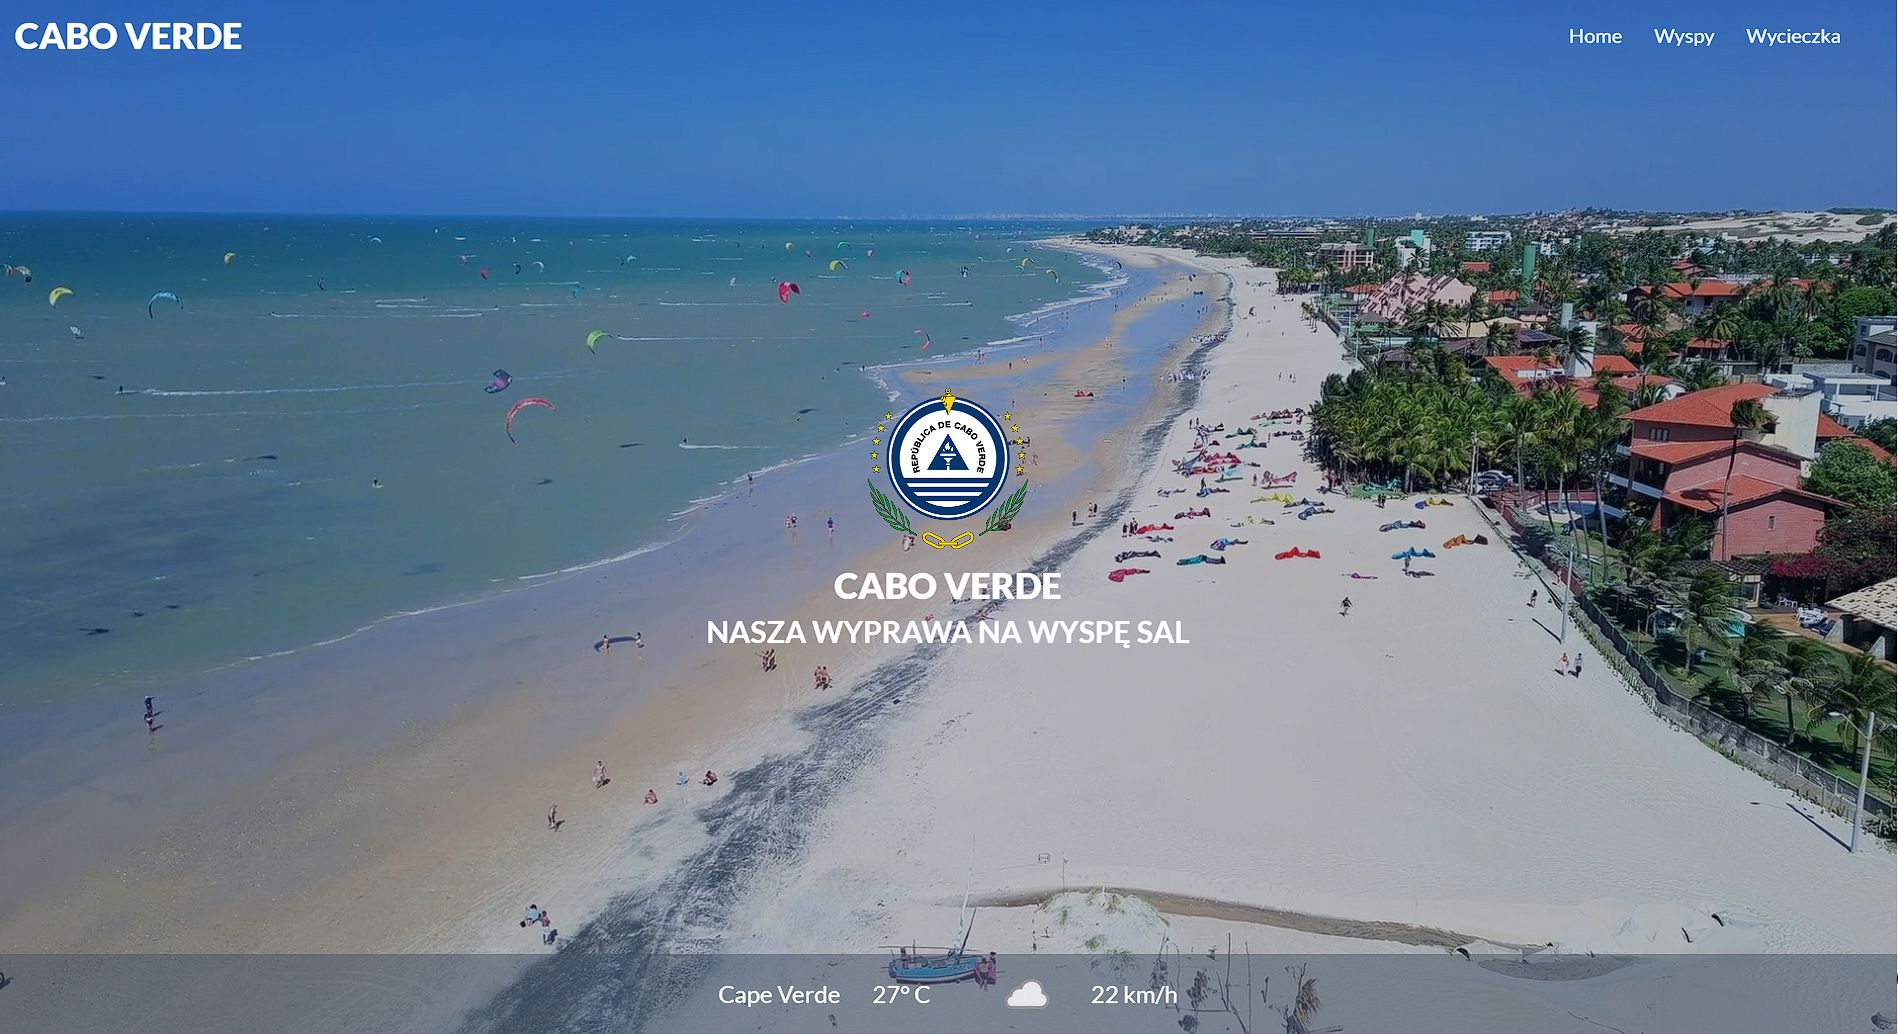 CABO VERDE
Home Wyspy Wycieczka
REPÚBLICA DE CABO VERDE
CABO VERDE
NASZA WYPRAWA NA WYSPĘ SAL
Cape Verde 27° C 22 km/h